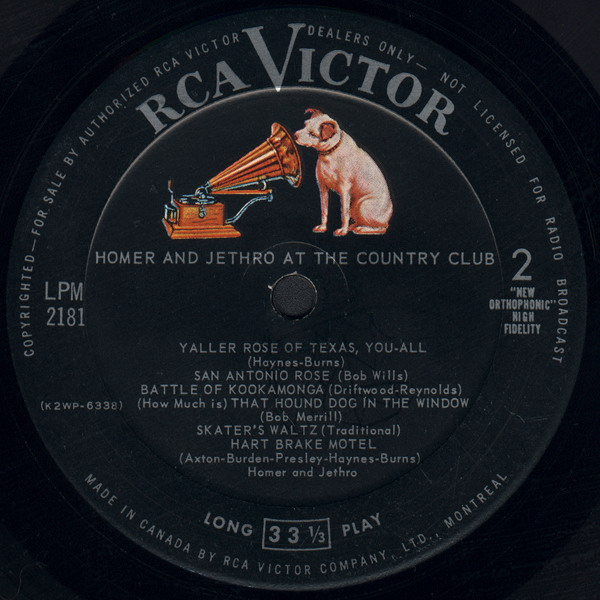 COPYRIGHTED—FOR SALE BY AUTHORIZED RCA VICTOR DEALERS ONLY—NOT LICENSED FOR RADIO BROADCAST
RCA VICTOR
HOMER AND JETHRO AT THE COUNTRY CLUB
LPM
2181
2
"NEW
ORTHOPHONIC"
HIGH
FIDELITY
YALLER ROSE OF TEXAS, YOU-ALL
(Haynes-Burns)
SAN ANTONIO ROSE (Bob Wills)
BATTLE OF KOOKAMONGA (Driftwood-Reynolds)
(K2WP-6338)
(How Much is) THAT HOUND DOG IN THE WINDOW
(Bob Merrill)
SKATER'S WALTZ (Traditional)
HART BRAKE MOTEL
(Axton-Burden-Presley-Haynes-Burns)
Homer and Jethro
LONG 33 1/3 PLAY
MADE IN CANADA BY RCA VICTOR COMPANY, LTD., MONTREAL